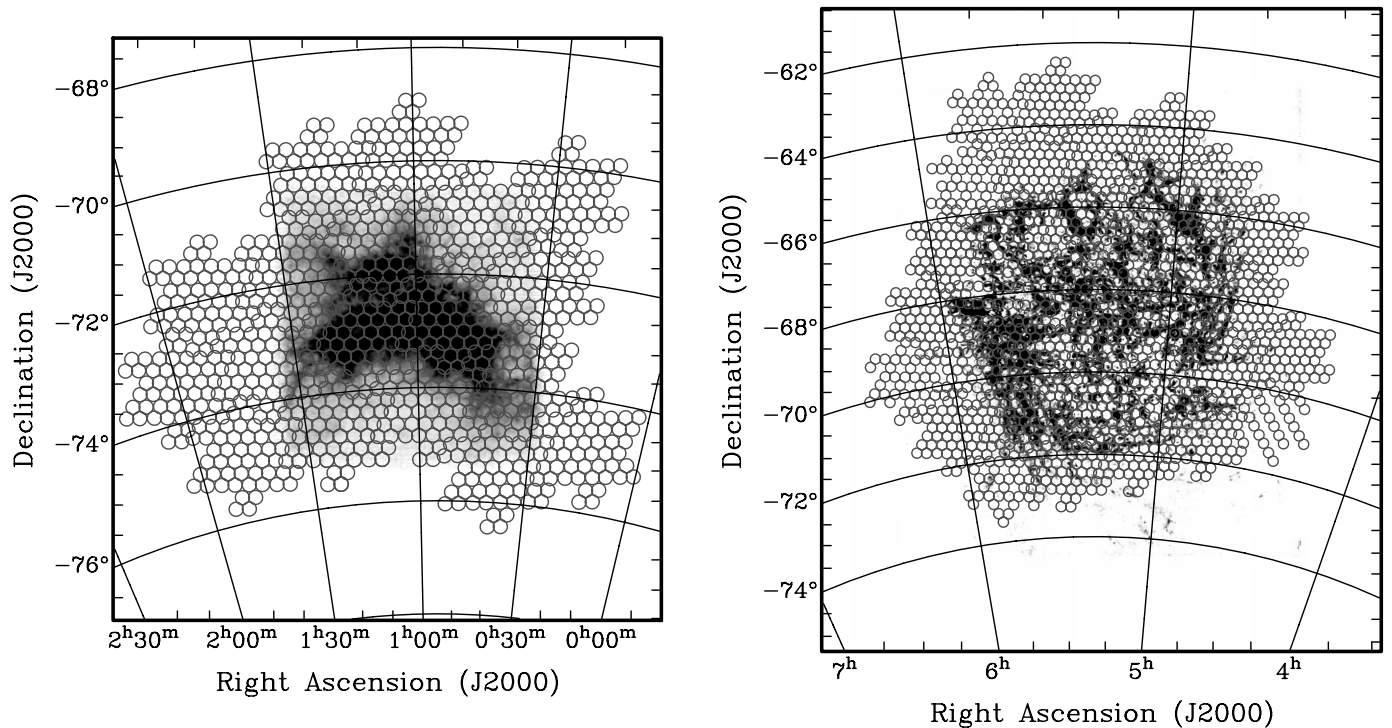 −68°
−70°
−72°
−74°
−76°
Declination (J2000)
2ʰ30ᵐ 2ʰ00ᵐ 1ʰ30ᵐ 1ʰ00ᵐ 0ʰ30ᵐ 0ʰ00ᵐ
Right Ascension (J2000)
−62°
−64°
−66°
−68°
−70°
−72°
−74°
Declination (J2000)
7ʰ 6ʰ 5ʰ 4ʰ
Right Ascension (J2000)